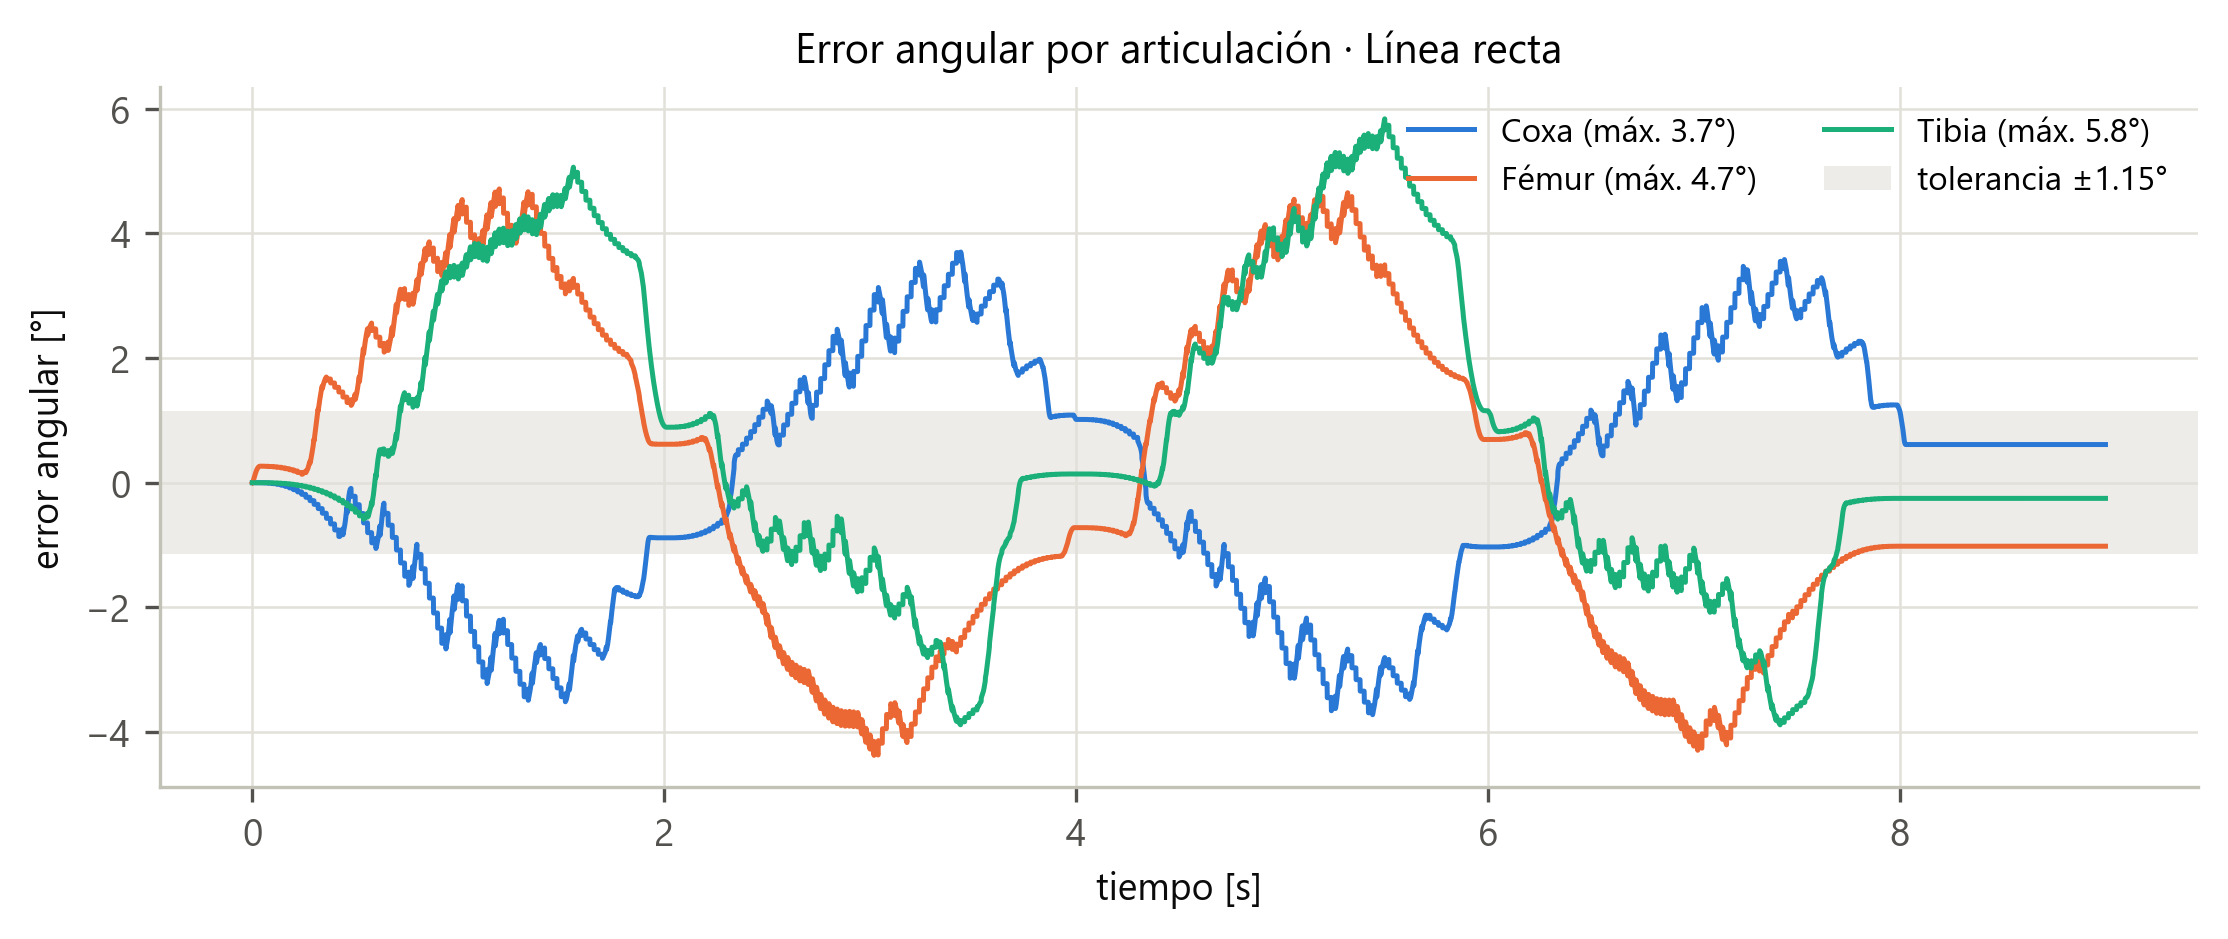 Error angular por articulación · Línea recta
error angular [°]
6
4
2
0
−2
−4
Coxa (máx. 3.7°)
Fémur (máx. 4.7°)
Tibia (máx. 5.8°)
tolerancia ±1.15°
0
2
4
6
8
tiempo [s]